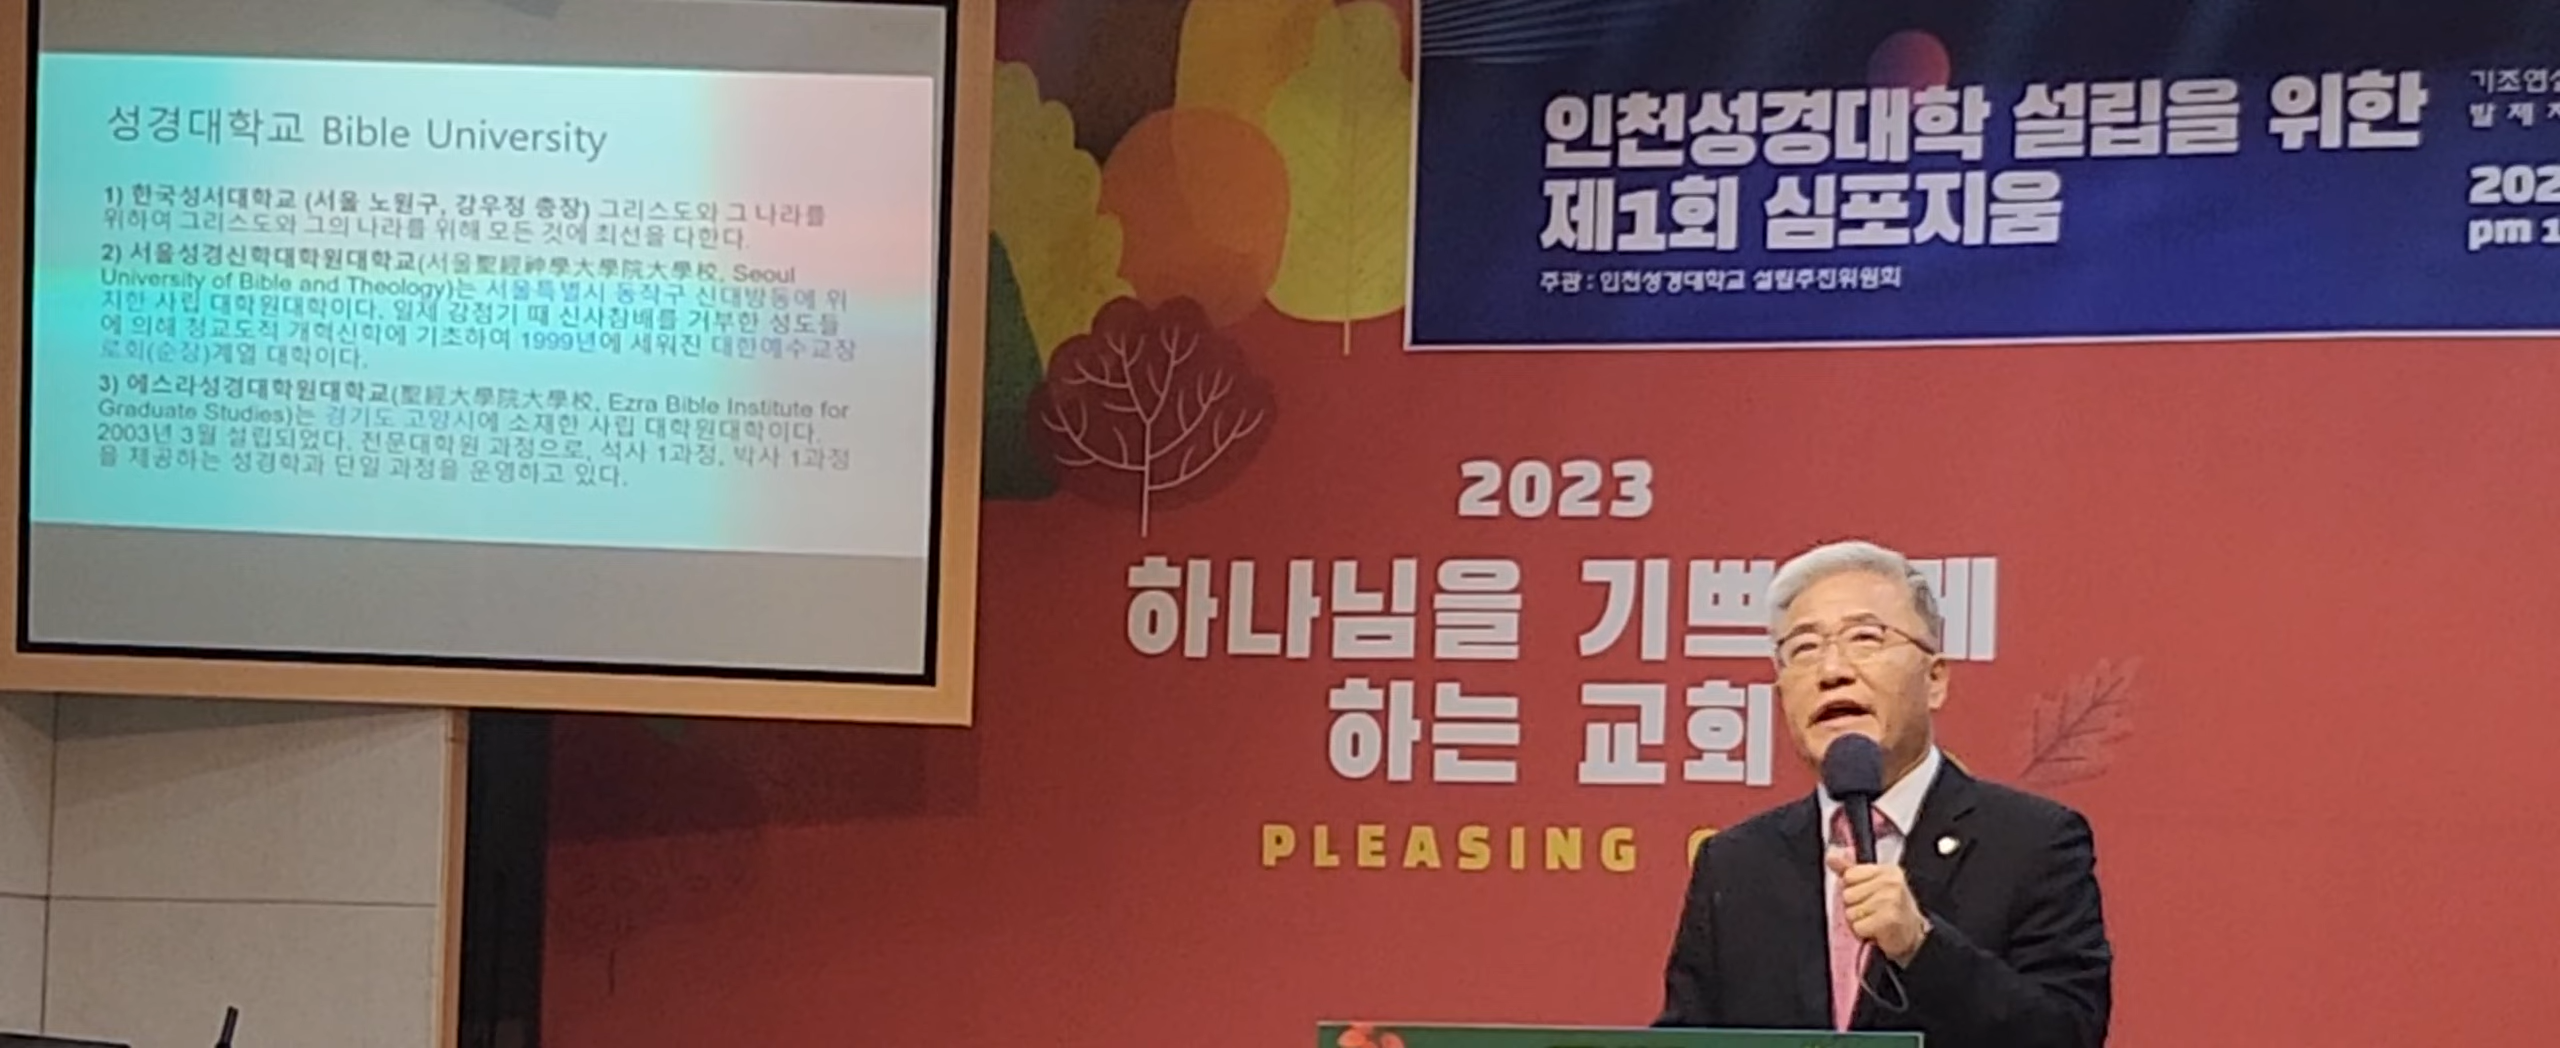 성경대학교 Bible University
1) 한국성서대학교 (서울 노원구, 강우정 총장) 그리스도와 그 나라를
위하여 그리스도와 그의 나라를 위해 모든 것에 최선을 다한다.
2) 서울성경신학대학원대학교(서울聖經神學大學院大學校, Seoul
University of Bible and Theology)는 서울특별시 동작구 신대방동에 위
치한 사립 대학원대학이다. 일제 강점기 때 신사참배를 거부한 성도들
에 의해 청교도적 개혁신학에 기초하여 1999년에 세워진 대한예수교장
로회(순장)계열 대학이다.
3) 에스라성경대학원대학교(聖經大學院大學校, Ezra Bible Institute for
Graduate Studies)는 경기도 고양시에 소재한 사립 대학원대학이다.
2003년 3월 설립되었다. 전문대학원 과정으로, 석사 1과정, 박사 1과정
을 제공하는 성경학과 단일 과정을 운영하고 있다.
인천성경대학 설립을 위한
제1회 심포지움
주관 : 인천성경대학교 설립추진위원회
pm
2023
하나님을 기쁘 게
하는 교회
PLEASING